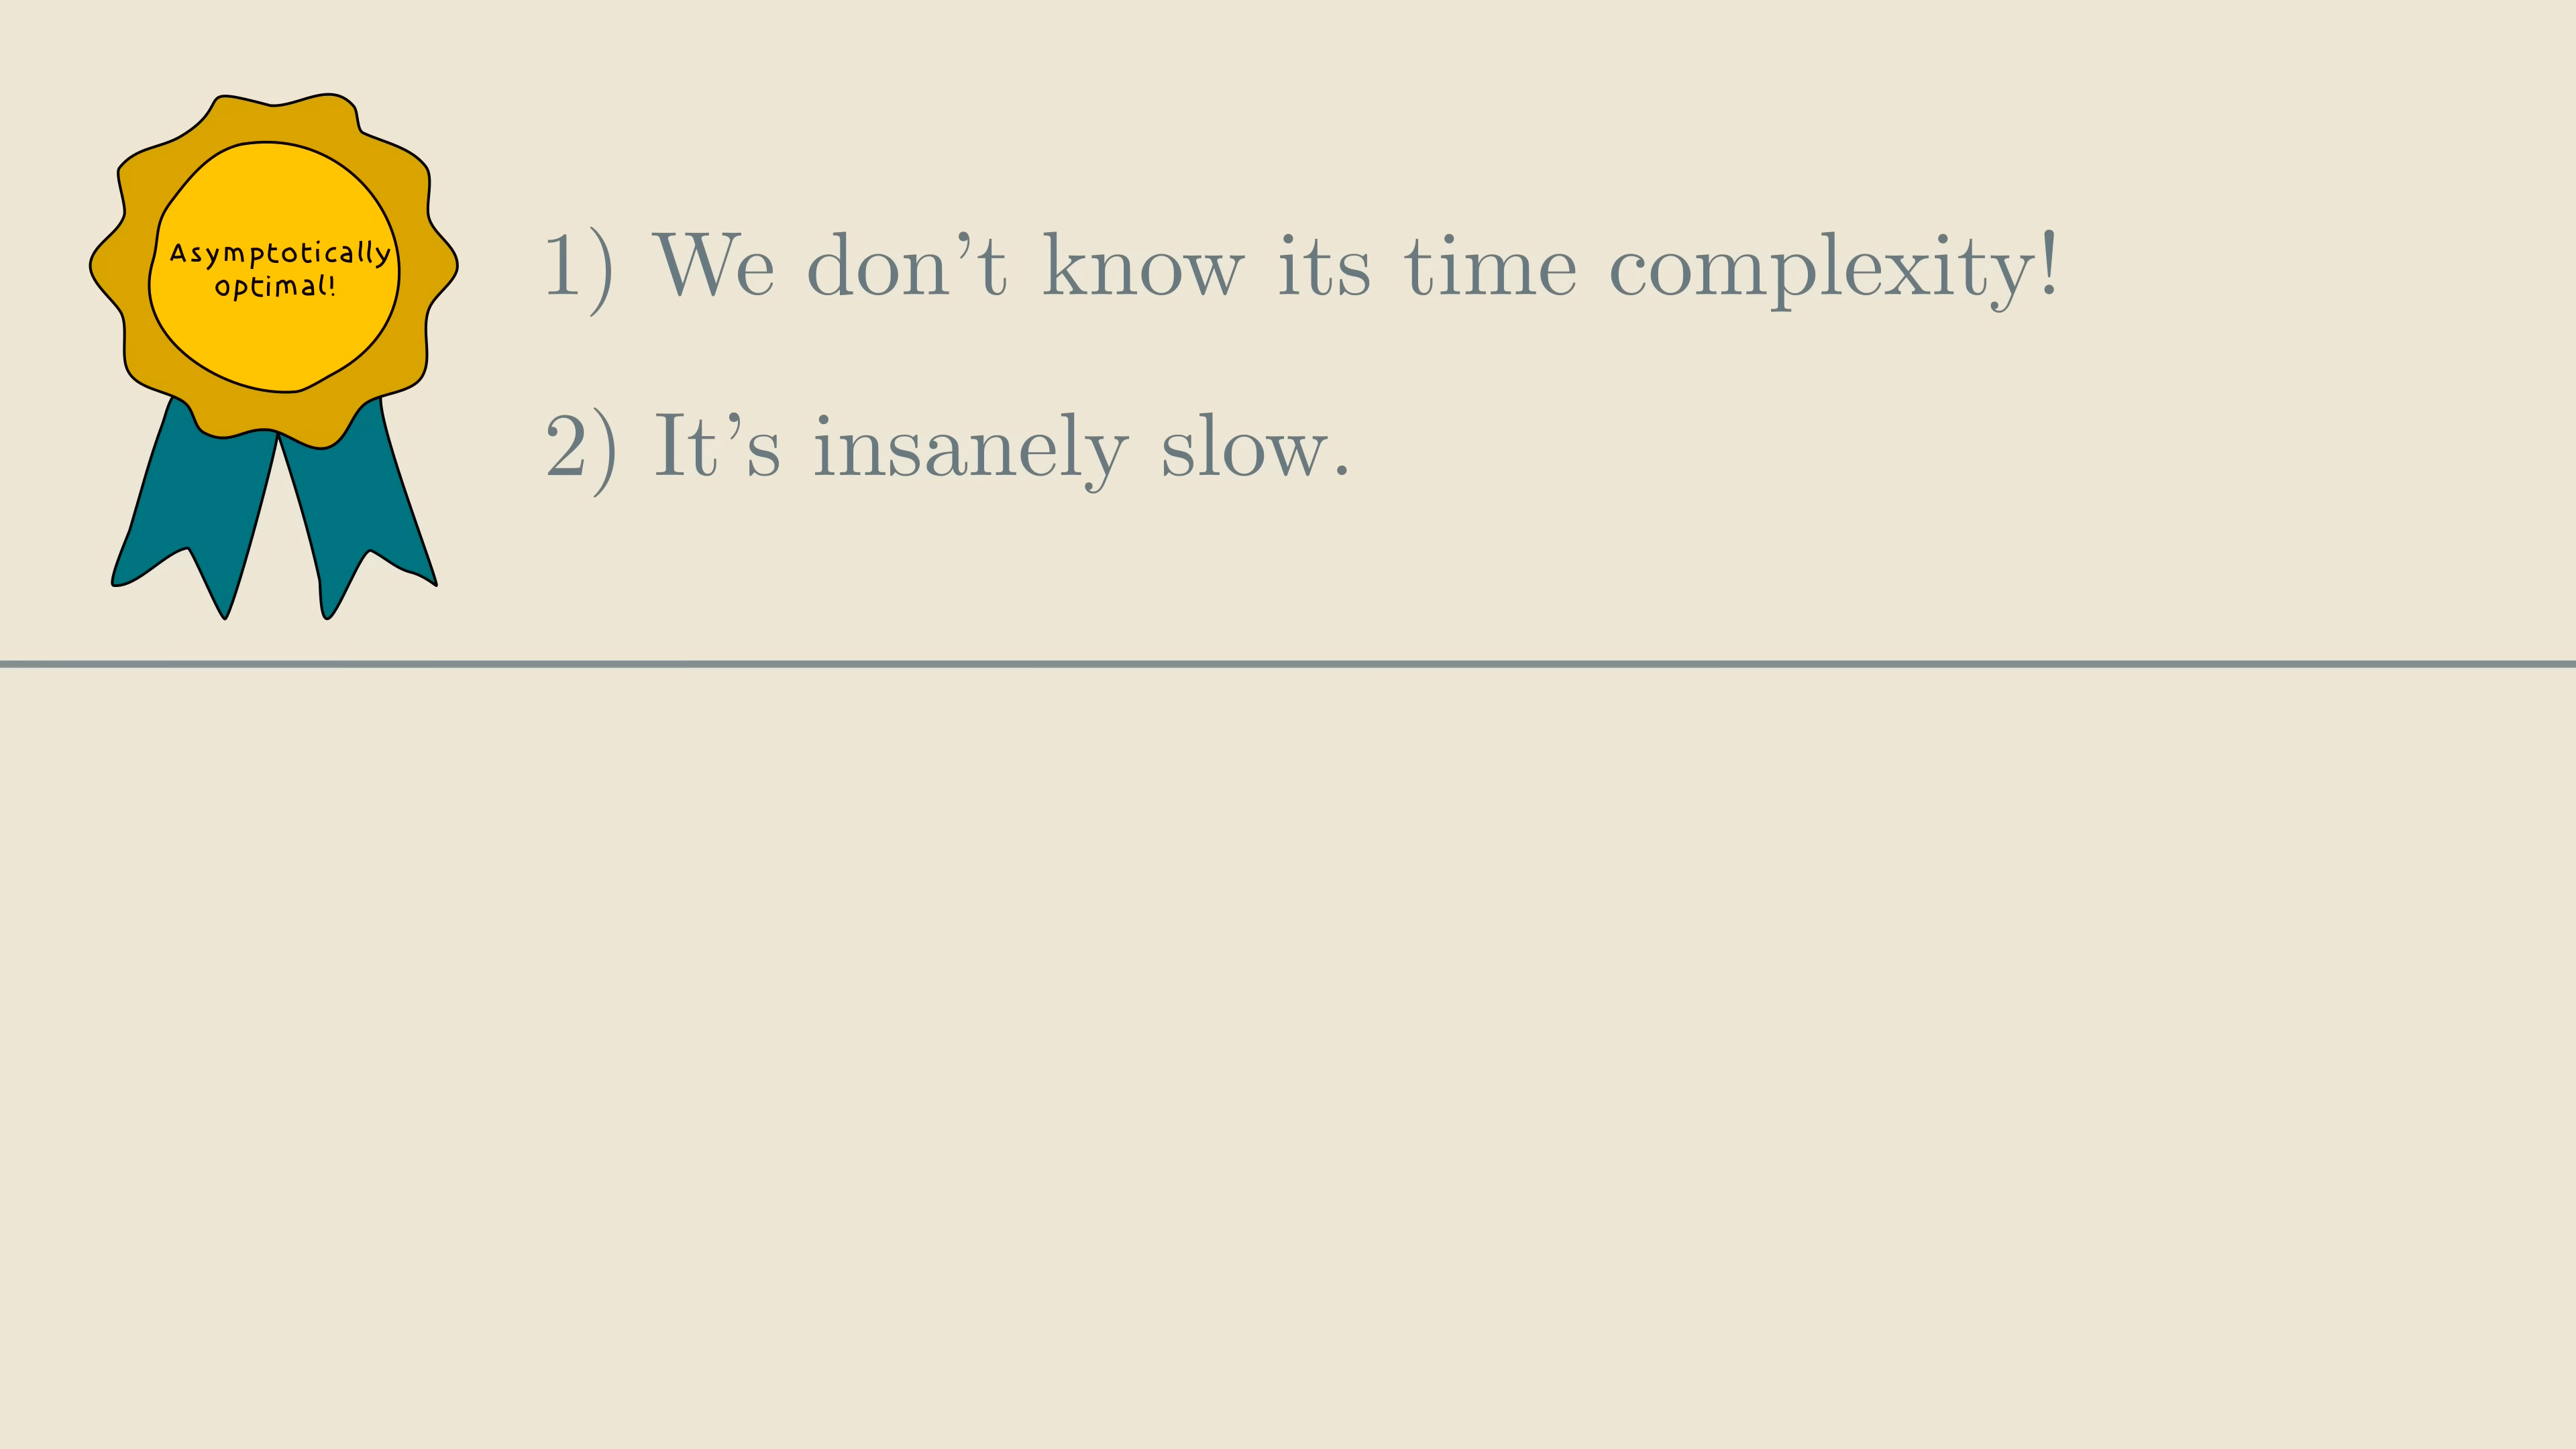 Asymptotically
optimal!
1) We don't know its time complexity!
2) It's insanely slow.